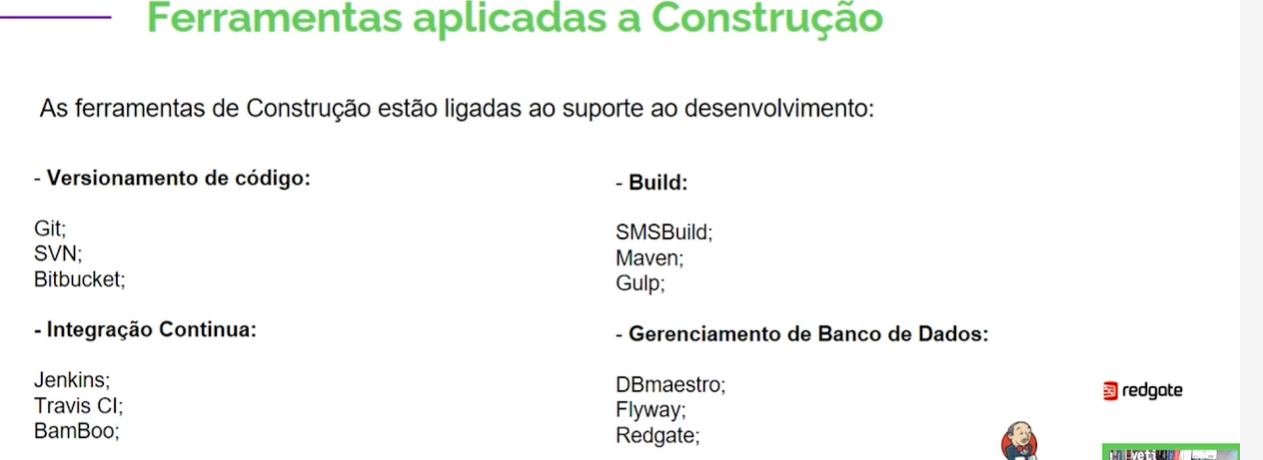 Ferramentas aplicadas a Construção
As ferramentas de Construção estão ligadas ao suporte ao desenvolvimento:
- Versionamento de código:
Git;
SVN;
Bitbucket;
- Integração Continua:
Jenkins;
Travis CI;
BamBoo;
- Build:
SMSBuild;
Maven;
Gulp;
- Gerenciamento de Banco de Dados:
DBmaestro;
Flyway;
Redgate;
redgate